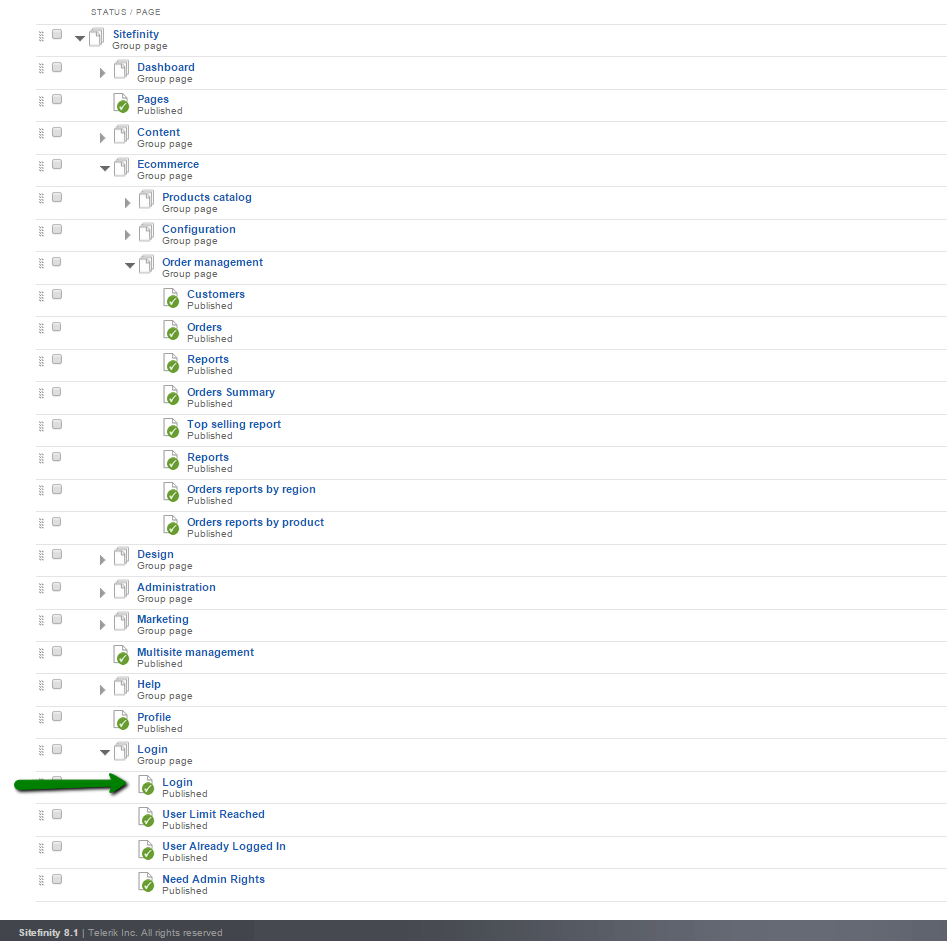 STATUS / PAGE
Sitefinity
Group page
Dashboard
Group page
Pages
Published
Content
Group page
Ecommerce
Group page
Products catalog
Group page
Configuration
Group page
Order management
Group page
Customers
Published
Orders
Published
Reports
Published
Orders Summary
Published
Top selling report
Published
Reports
Published
Orders reports by region
Published
Orders reports by product
Published
Design
Group page
Administration
Group page
Marketing
Group page
Multisite management
Published
Help
Group page
Profile
Published
Login
Group page
Login
Published
User Limit Reached
Published
User Already Logged In
Published
Need Admin Rights
Published
Sitefinity 8.1 | Telerik Inc. All rights reserved